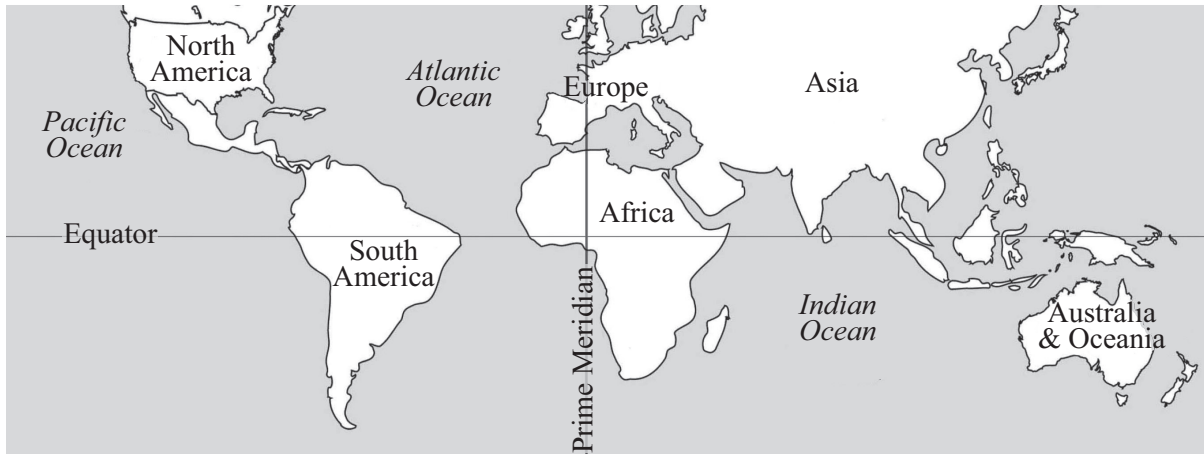 North
America
Atlantic
Ocean
Europe
Asia
Pacific
Ocean
Africa
Equator
South
America
Prime Meridian
Indian
Ocean
Australia
& Oceania